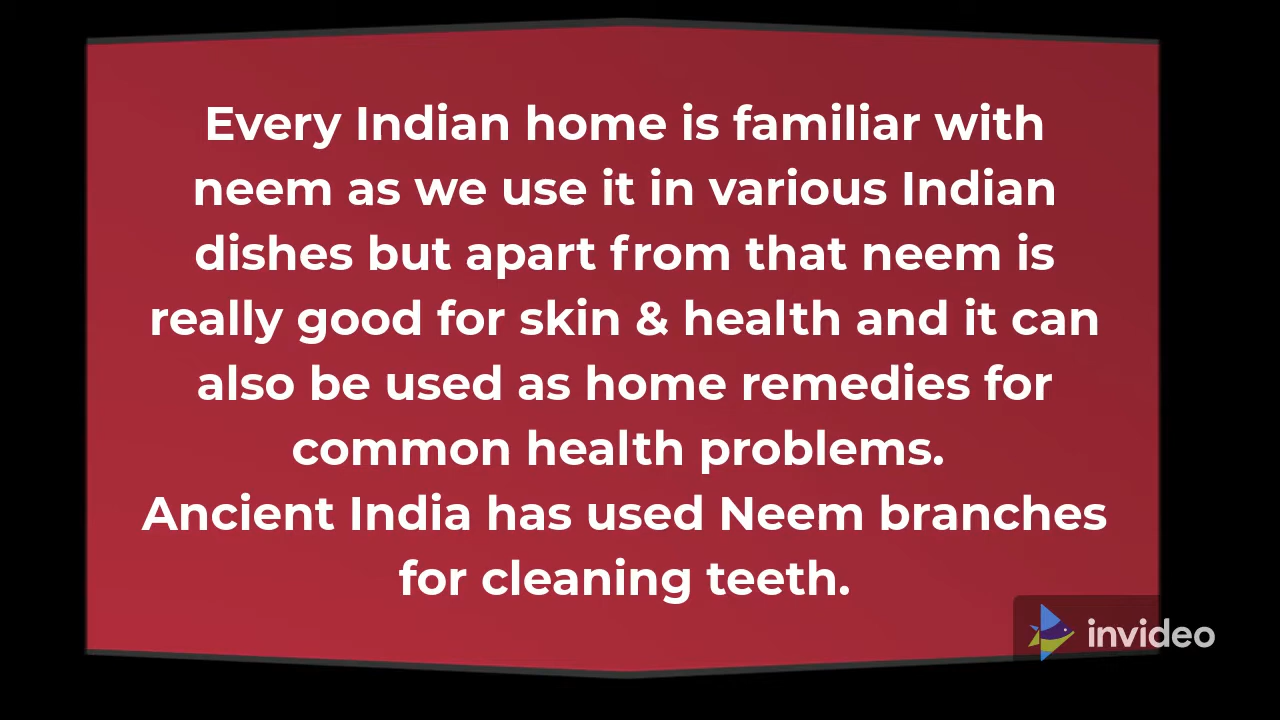 Every Indian home is familiar with
neem as we use it in various Indian
dishes but apart from that neem is
really good for skin & health and it can
also be used as home remedies for
common health problems.
Ancient India has used Neem branches
for cleaning teeth.
invideo